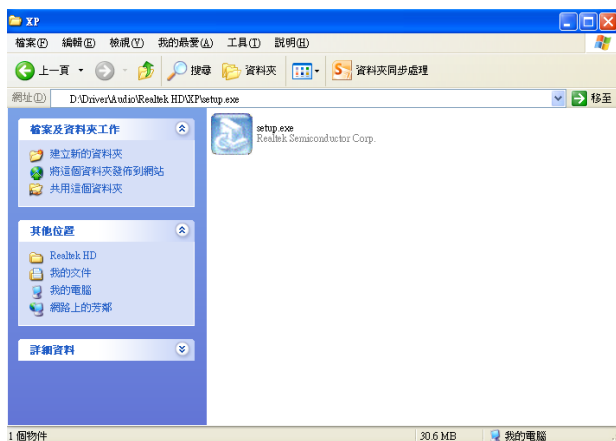 XP
檔案(F) 編輯(E) 檢視(V) 我的最愛(A) 工具(T) 說明(H)
上一頁 搜尋 資料夾 資料夾同步處理
網址(D) D:\Driver\Audio\Realtek HD\XP\setup.exe 移至
檔案及資料夾工作
建立新的資料夾
將這個資料夾發佈到網站
共用這個資料夾
其他位置
Realtek HD
我的文件
我的電腦
網路上的芳鄰
詳細資料
setup.exe
Realtek Semiconductor Corp.
1 個物件 30.6 MB 我的電腦